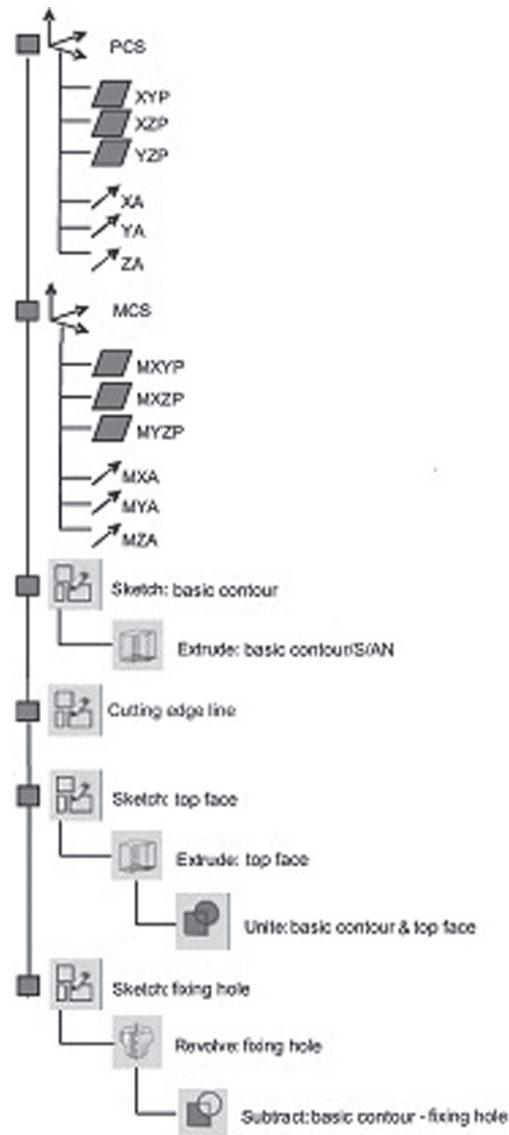 PCS
XYP
XZP
YZP
XA
YA
ZA
MCS
MXYP
MXZP
MYZP
MXA
MYA
MZA
Sketch: basic contour
Extrude: basic contour/S/AN
Cutting edge line
Sketch: top face
Extrude: top face
Unite: basic contour & top face
Sketch: fixing hole
Revolve: fixing hole
Subtract: basic contour - fixing hole